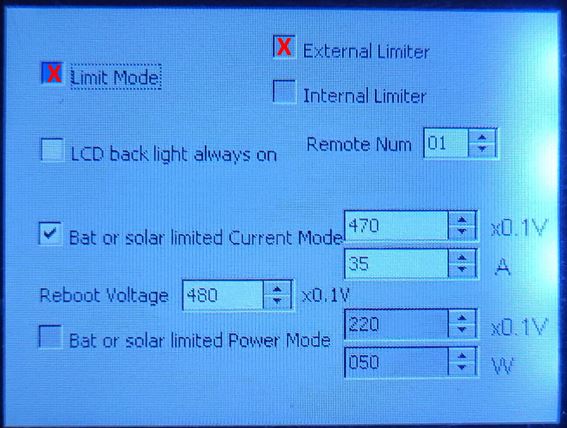 X External Limiter
X Limit Mode
Internal Limiter
LCD back light always on
Remote Num 01
Bat or solar limited Current Mode 470 x0.1V
35 A
Reboot Voltage 480 x0.1V
Bat or solar limited Power Mode 220 x0.1V
050 W